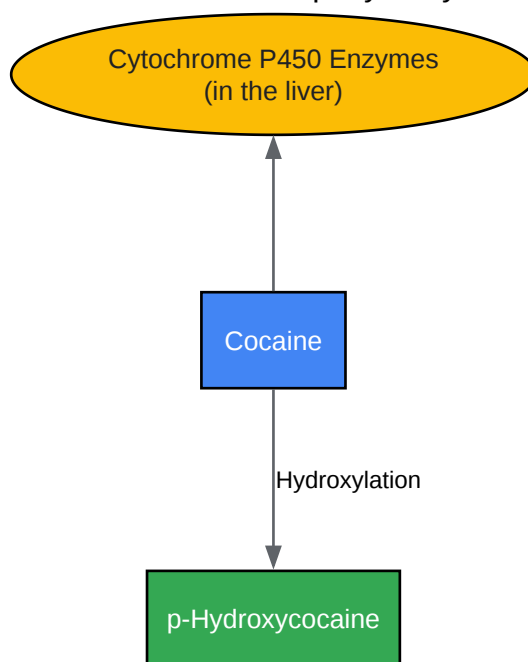 Cytochrome P450 Enzymes
(in the liver)
Cocaine
Hydroxylation
p-Hydroxycocaine